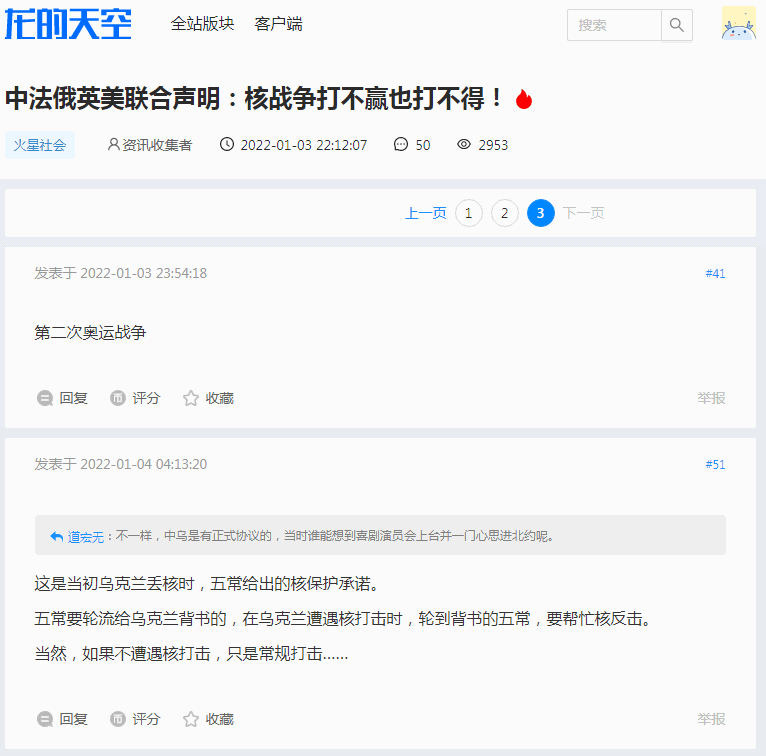 龙的天空
全站版块 客户端
搜索
中法俄英美联合声明：核战争打不赢也打不得！
火星社会 资讯收集者 2022-01-03 22:12:07 50 2953
上一页 1 2 3 下一页
发表于 2022-01-03 23:54:18 #41
第二次奥运战争
回复 评分 收藏 举报
发表于 2022-01-04 04:13:20 #51
道宏无：不一样，中乌是有正式协议的，当时谁能想到喜剧演员会上台并一门心思进北约呢。
这是当初乌克兰丢核时，五常给出的核保护承诺。
五常要轮流给乌克兰背书的，在乌克兰遭遇核打击时，轮到背书的五常，要帮忙核反击。
当然，如果不遭遇核打击，只是常规打击……
回复 评分 收藏 举报